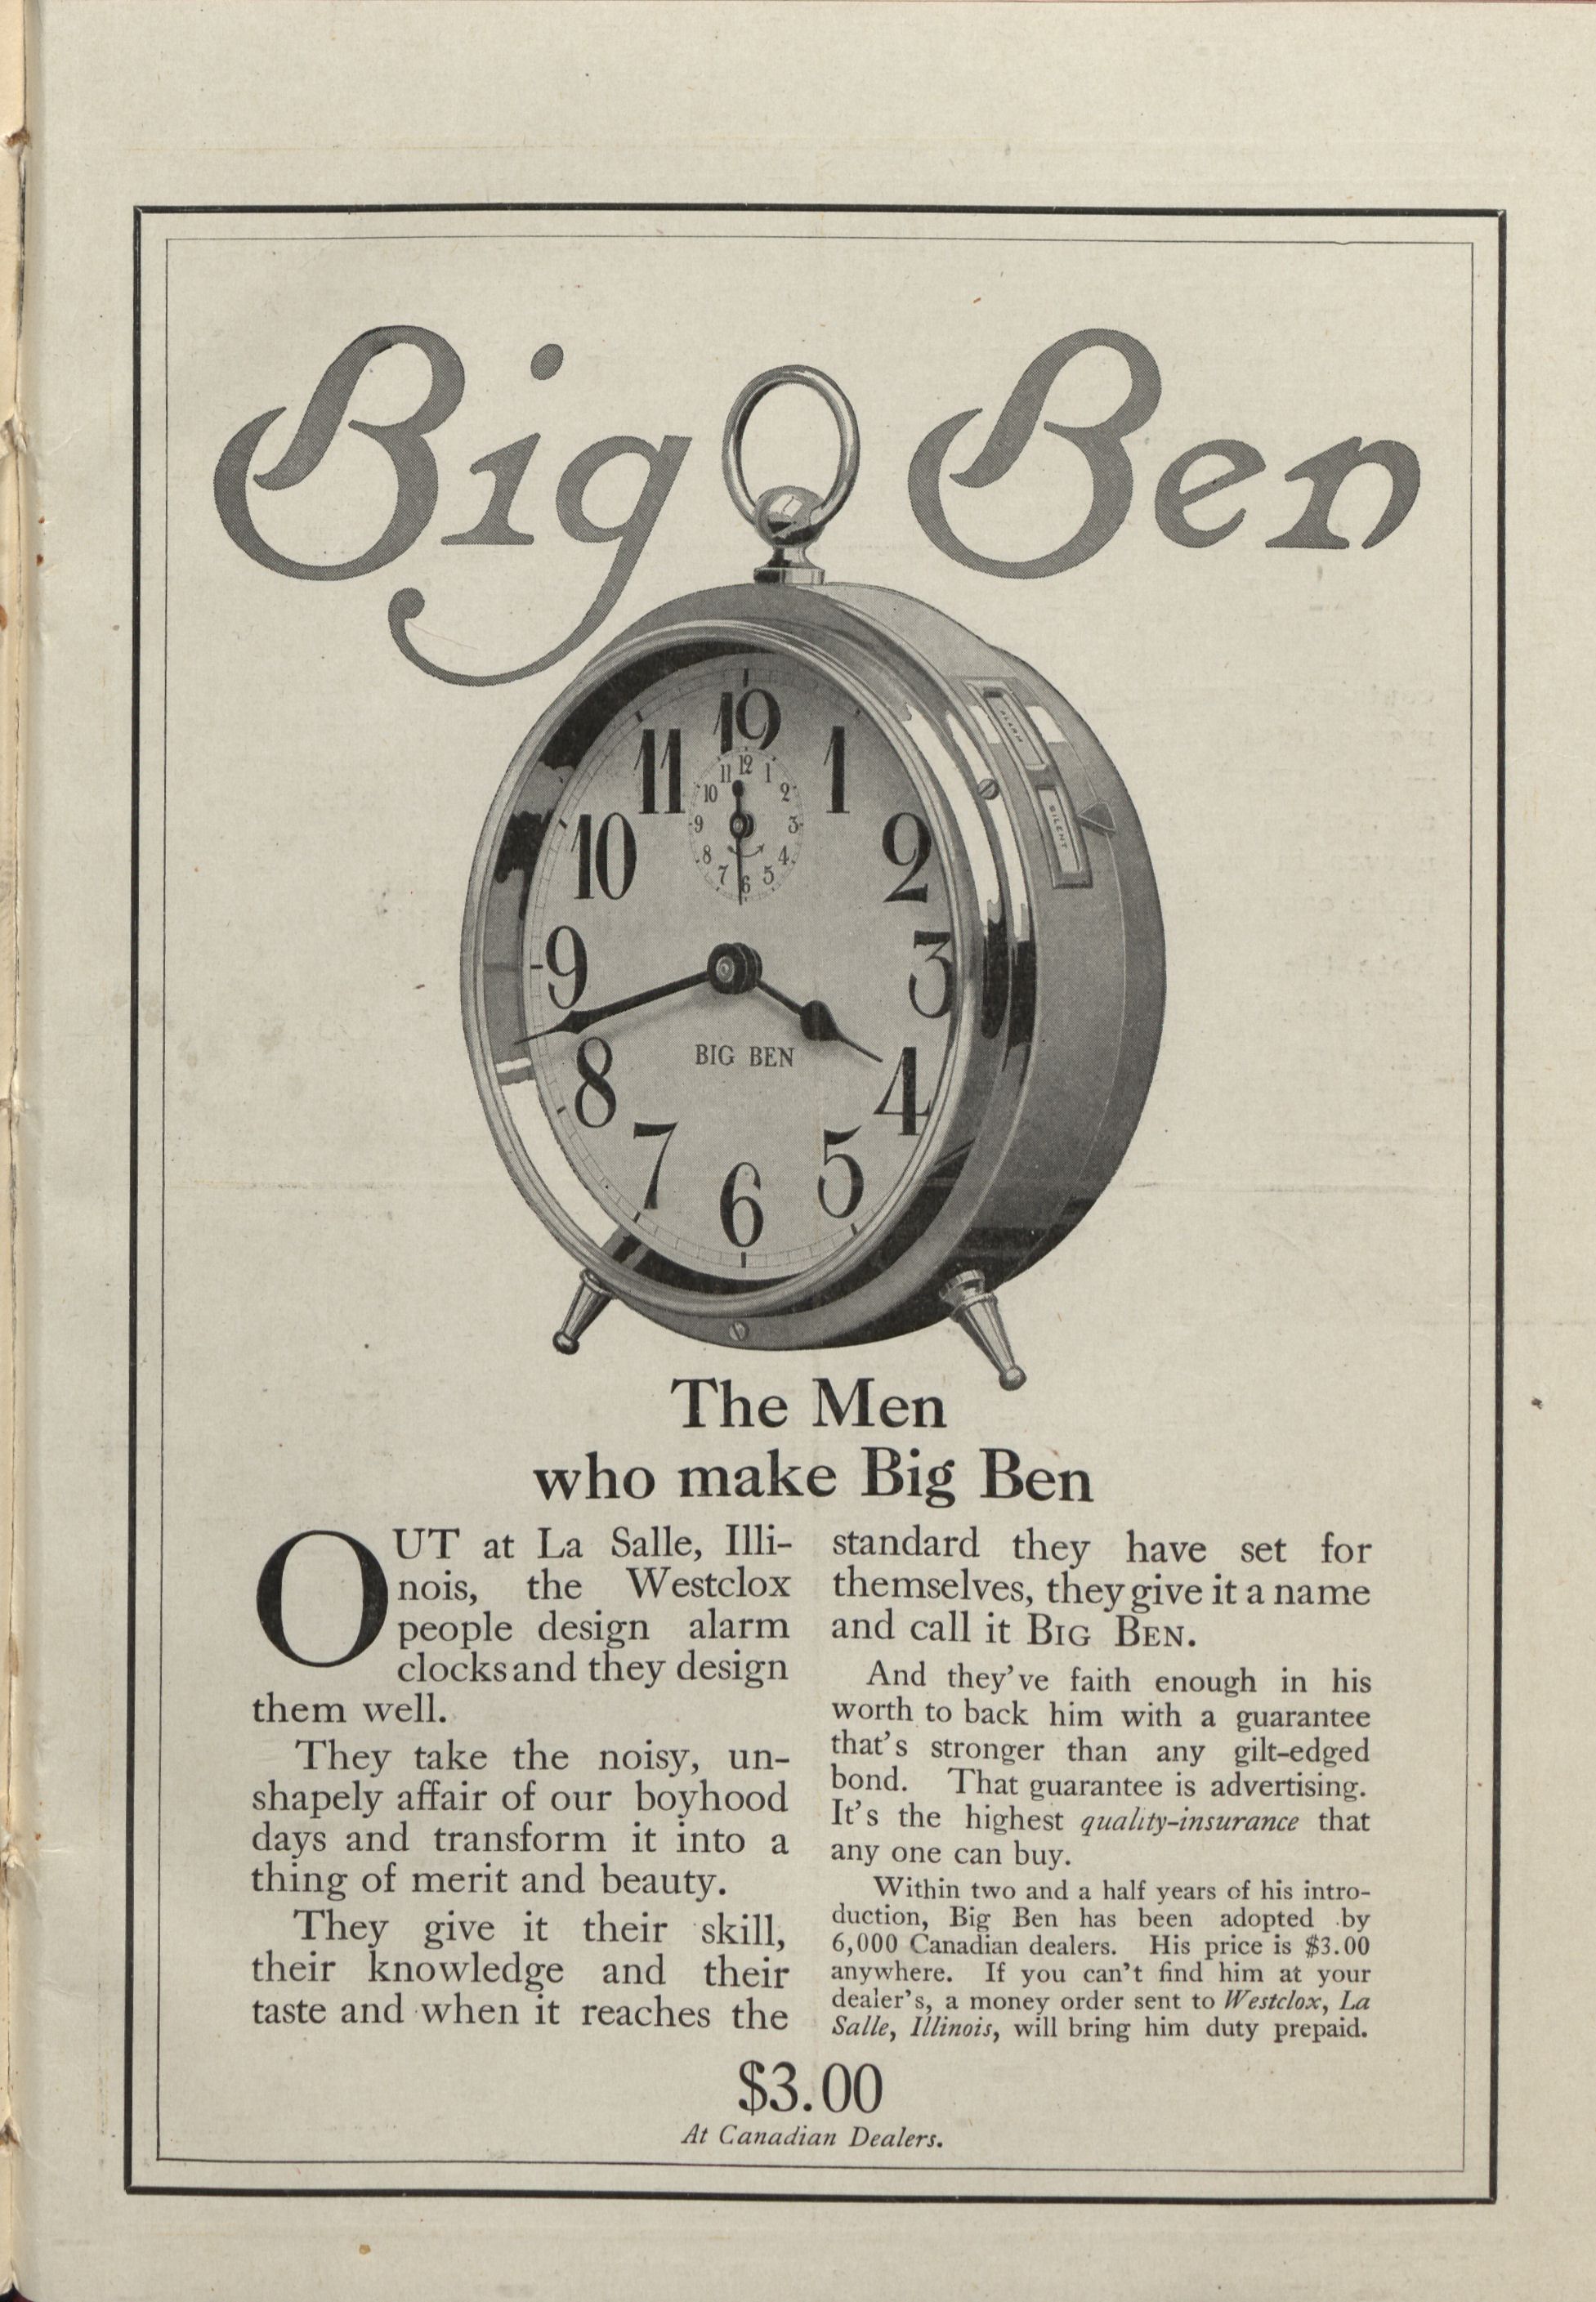 Big Ben
ALARM
SILENT
12
11
1
10
2
9
3
8
4
7
5
6
12
11
1
10
2
9
3
8
4
7
5
6
BIG BEN
The Men
who make Big Ben
OUT at La Salle, Illi-
nois, the Westclox
people design alarm
clocks and they design
them well.
They take the noisy, un-
shapely affair of our boyhood
days and transform it into a
thing of merit and beauty.
They give it their skill,
their knowledge and their
taste and when it reaches the
standard they have set for
themselves, they give it a name
and call it BIG BEN.
And they've faith enough in his
worth to back him with a guarantee
that's stronger than any gilt-edged
bond. That guarantee is advertising.
It's the highest quality-insurance that
any one can buy.
Within two and a half years of his intro-
duction, Big Ben has been adopted by
6,000 Canadian dealers. His price is $3.00
anywhere. If you can't find him at your
dealer's, a money order sent to Westclox, La
Salle, Illinois, will bring him duty prepaid.
$3.00
At Canadian Dealers.